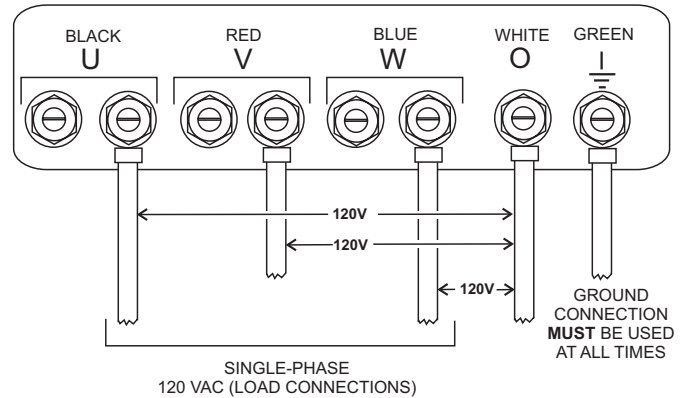 BLACK
U
RED
V
BLUE
W
WHITE
O
GREEN
120V
120V
120V
GROUND
CONNECTION
MUST BE USED
AT ALL TIMES
SINGLE-PHASE
120 VAC (LOAD CONNECTIONS)